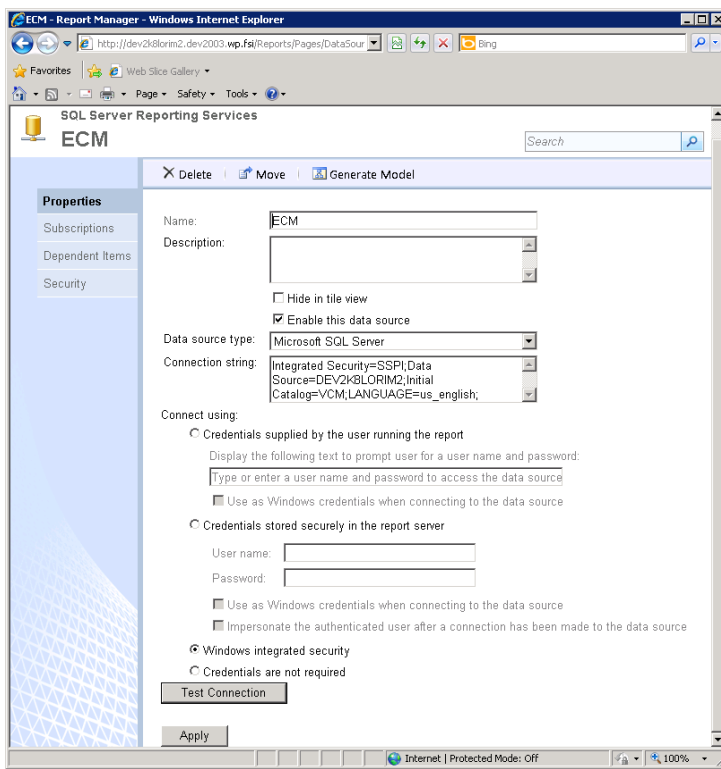 ECM - Report Manager - Windows Internet Explorer
http://dev2k8lorim2.dev2003.wp.fsi/Reports/Pages/DataSour
Bing
Favorites
Web Slice Gallery
Page Safety Tools
SQL Server Reporting Services
ECM
Search
Delete Move Generate Model
Properties
Subscriptions
Dependent Items
Security
Name: ECM
Description:
Hide in tile view
Enable this data source
Data source type: Microsoft SQL Server
Connection string: Integrated Security=SSPI;Data
Source=DEV2K8LORIM2;Initial
Catalog=VCM;LANGUAGE=us_english;
Connect using:
Credentials supplied by the user running the report
Display the following text to prompt user for a user name and password:
Type or enter a user name and password to access the data source
Use as Windows credentials when connecting to the data source
Credentials stored securely in the report server
User name:
Password:
Use as Windows credentials when connecting to the data source
Impersonate the authenticated user after a connection has been made to the data source
Windows integrated security
Credentials are not required
Test Connection
Apply
Internet | Protected Mode: Off
100%